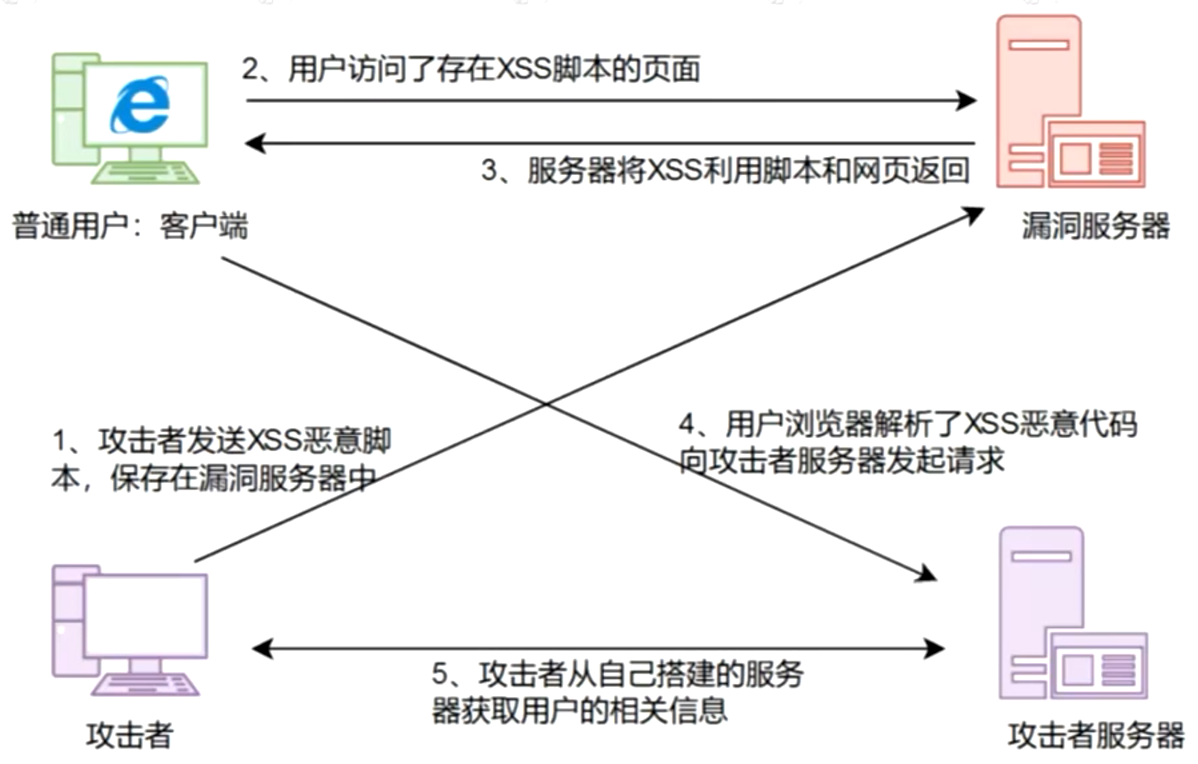 2、用户访问了存在XSS脚本的页面
3、服务器将XSS利用脚本和网页返回
普通用户：客户端
漏洞服务器
1、攻击者发送XSS恶意脚
本，保存在漏洞服务器中
4、用户浏览器解析了XSS恶意代码
向攻击者服务器发起请求
5、攻击者从自己搭建的服务
器获取用户的相关信息
攻击者
攻击者服务器